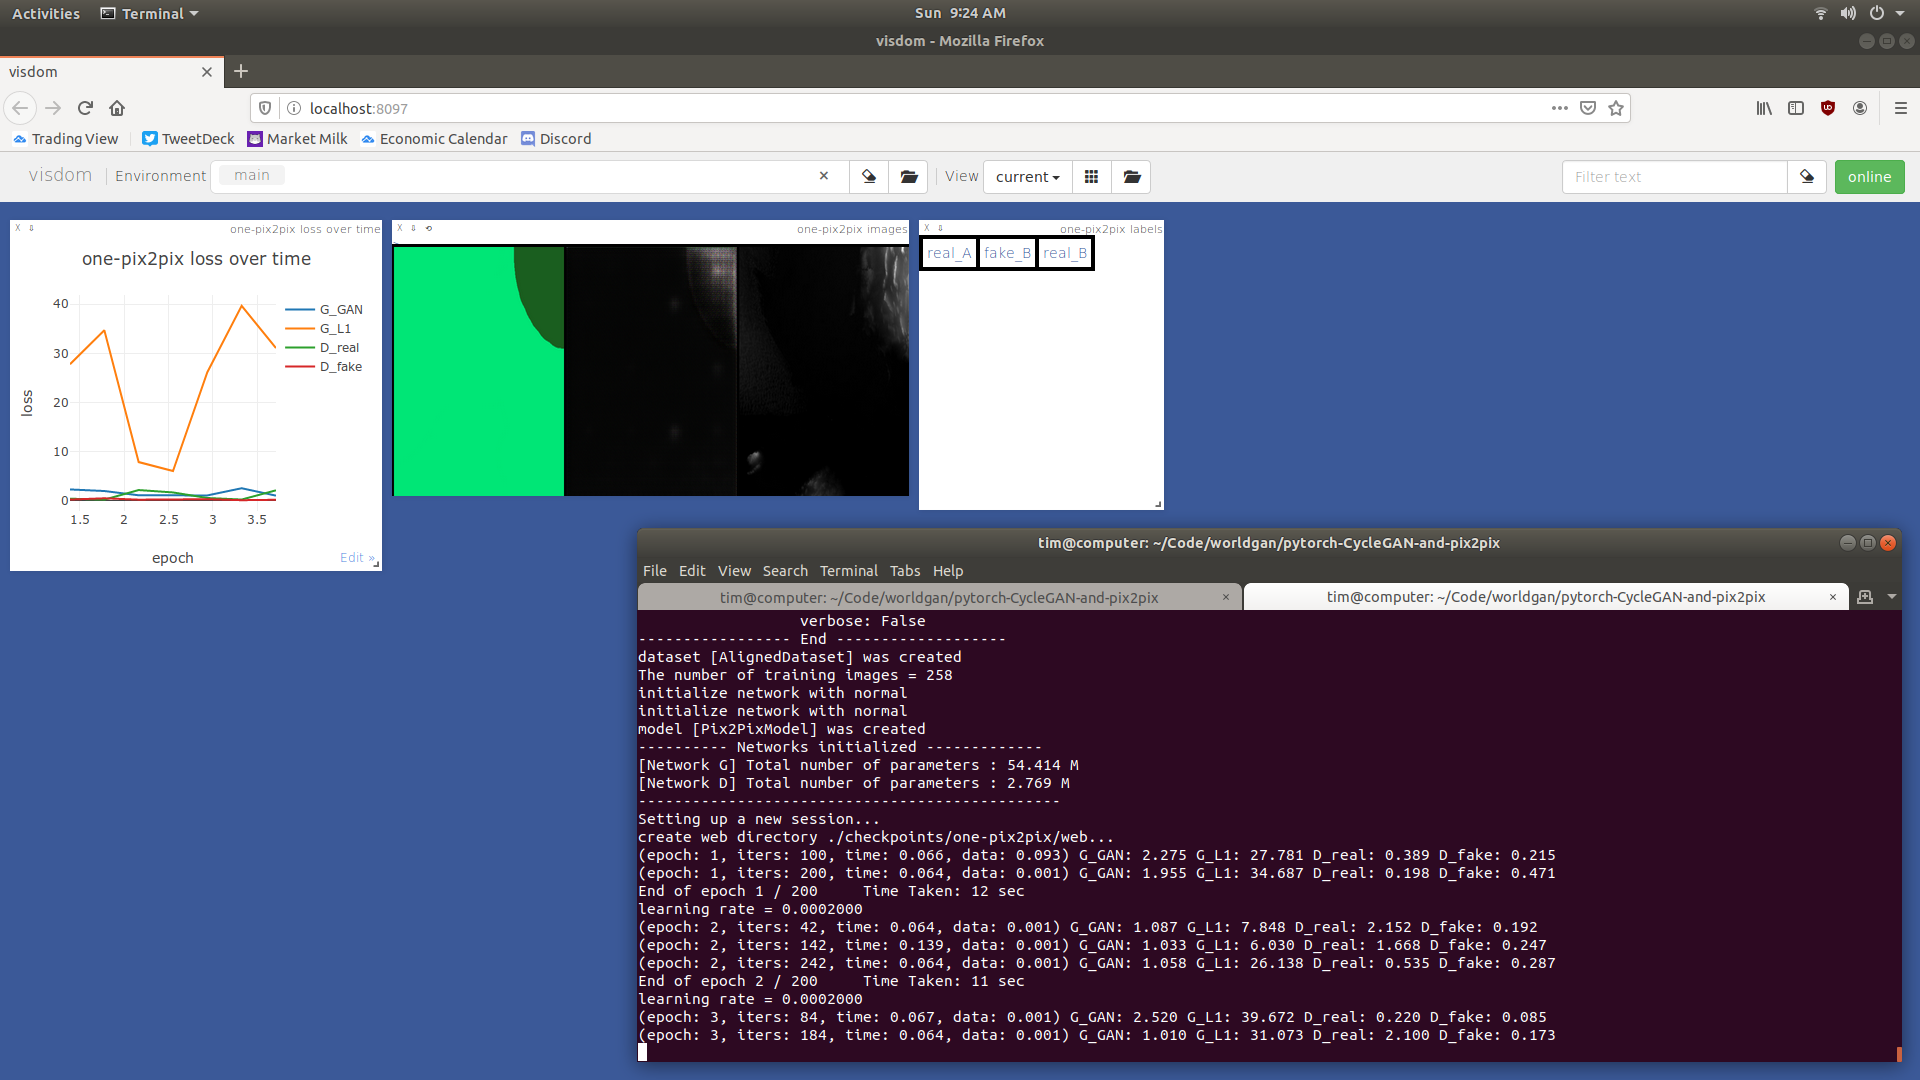 Activities Terminal Sun 9:24 AM
visdom - Mozilla Firefox
visdom
localhost:8097
Trading View TweetDeck Market Milk Economic Calendar Discord
visdom Environment main View current Filter text online
X one-pix2pix loss over time
one-pix2pix loss over time
40
30
20
10
0
loss
1.5 2 2.5 3 3.5
epoch
G_GAN
G_L1
D_real
D_fake
Edit »
X one-pix2pix images
X one-pix2pix labels
real_A fake_B real_B
tim@computer: ~/Code/worldgan/pytorch-CycleGAN-and-pix2pix
File Edit View Search Terminal Tabs Help
tim@computer: ~/Code/worldgan/pytorch-CycleGAN-and-pix2pix tim@computer: ~/Code/worldgan/pytorch-CycleGAN-and-pix2pix
verbose: False
----------------- End -------------------
dataset [AlignedDataset] was created
The number of training images = 258
initialize network with normal
initialize network with normal
model [Pix2PixModel] was created
---------- Networks initialized -------------
[Network G] Total number of parameters : 54.414 M
[Network D] Total number of parameters : 2.769 M
-----------------------------------------------
Setting up a new session...
create web directory ./checkpoints/one-pix2pix/web...
(epoch: 1, iters: 100, time: 0.066, data: 0.093) G_GAN: 2.275 G_L1: 27.781 D_real: 0.389 D_fake: 0.215
(epoch: 1, iters: 200, time: 0.064, data: 0.001) G_GAN: 1.955 G_L1: 34.687 D_real: 0.198 D_fake: 0.471
End of epoch 1 / 200 Time Taken: 12 sec
learning rate = 0.0002000
(epoch: 2, iters: 42, time: 0.064, data: 0.001) G_GAN: 1.087 G_L1: 7.848 D_real: 2.152 D_fake: 0.192
(epoch: 2, iters: 142, time: 0.139, data: 0.001) G_GAN: 1.033 G_L1: 6.030 D_real: 1.668 D_fake: 0.247
(epoch: 2, iters: 242, time: 0.064, data: 0.001) G_GAN: 1.058 G_L1: 26.138 D_real: 0.535 D_fake: 0.287
End of epoch 2 / 200 Time Taken: 11 sec
learning rate = 0.0002000
(epoch: 3, iters: 84, time: 0.067, data: 0.001) G_GAN: 2.520 G_L1: 39.672 D_real: 0.220 D_fake: 0.085
(epoch: 3, iters: 184, time: 0.064, data: 0.001) G_GAN: 1.010 G_L1: 31.073 D_real: 2.100 D_fake: 0.173